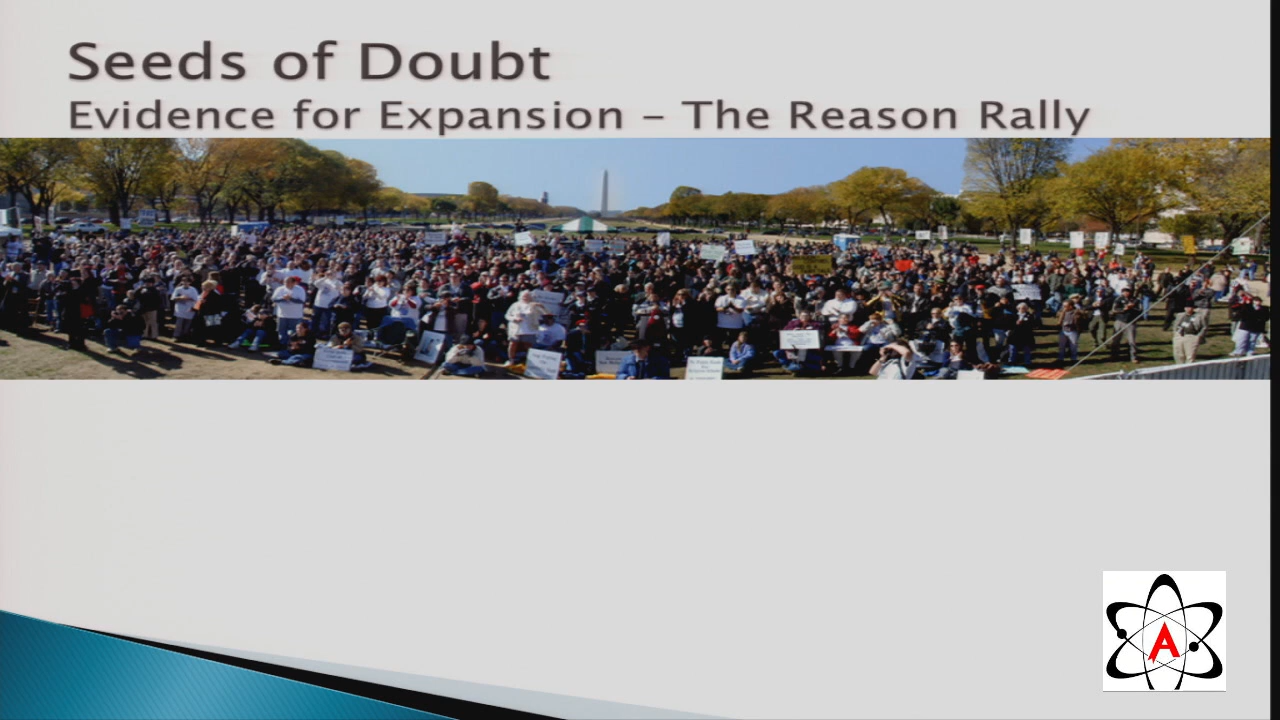 Seeds of Doubt
Evidence for Expansion – The Reason Rally
A